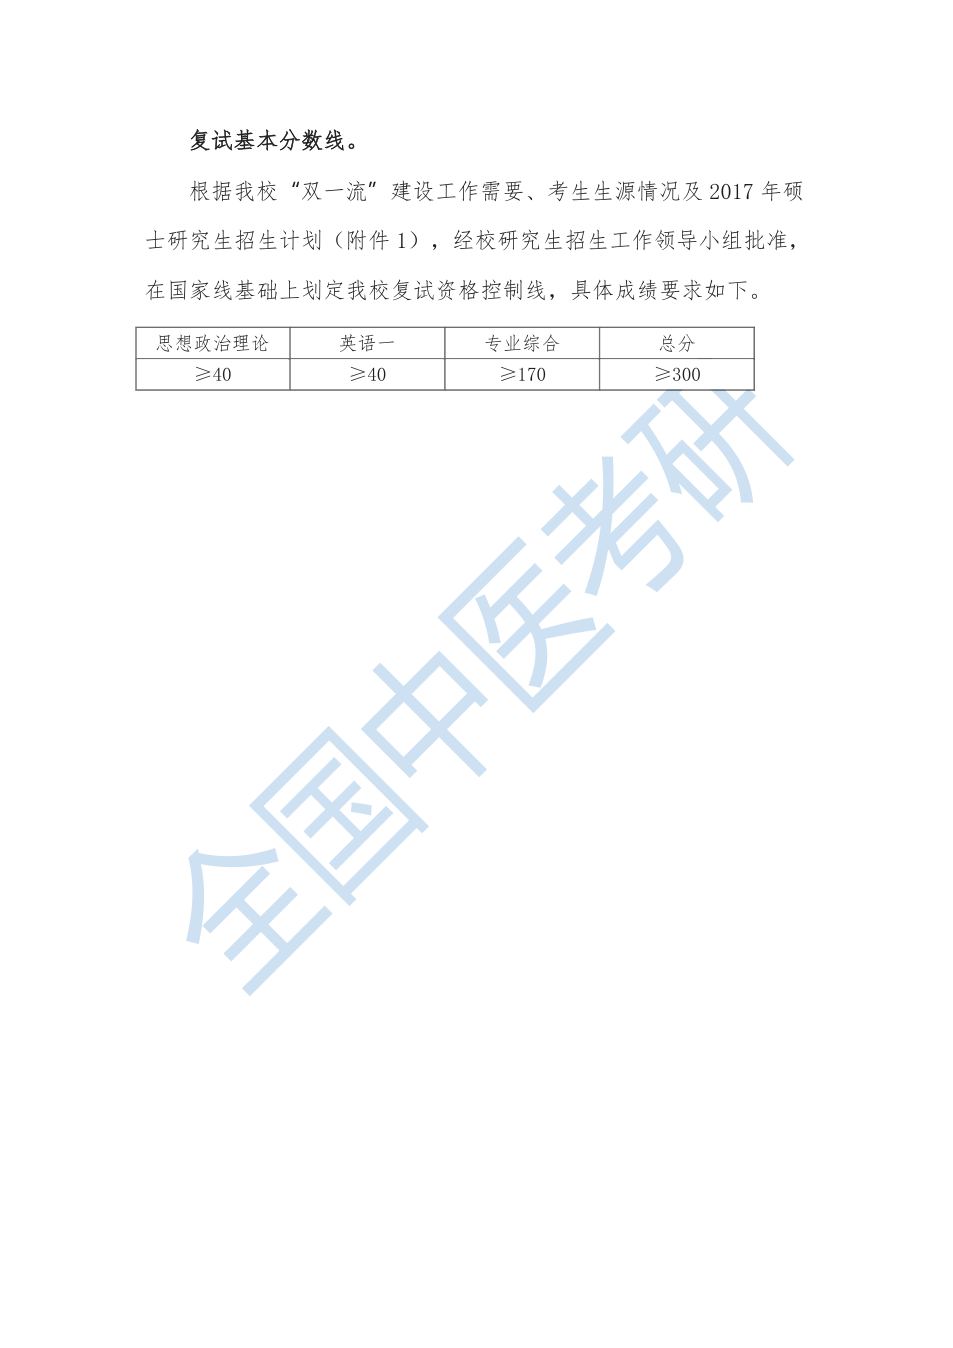 复试基本分数线。
根据我校“双一流”建设工作需要、考生生源情况及 2017 年硕
士研究生招生计划（附件 1），经校研究生招生工作领导小组批准，
在国家线基础上划定我校复试资格控制线，具体成绩要求如下。
思想政治理论 英语一 专业综合 总分
≥40 ≥40 ≥170 ≥300
全国中医考研